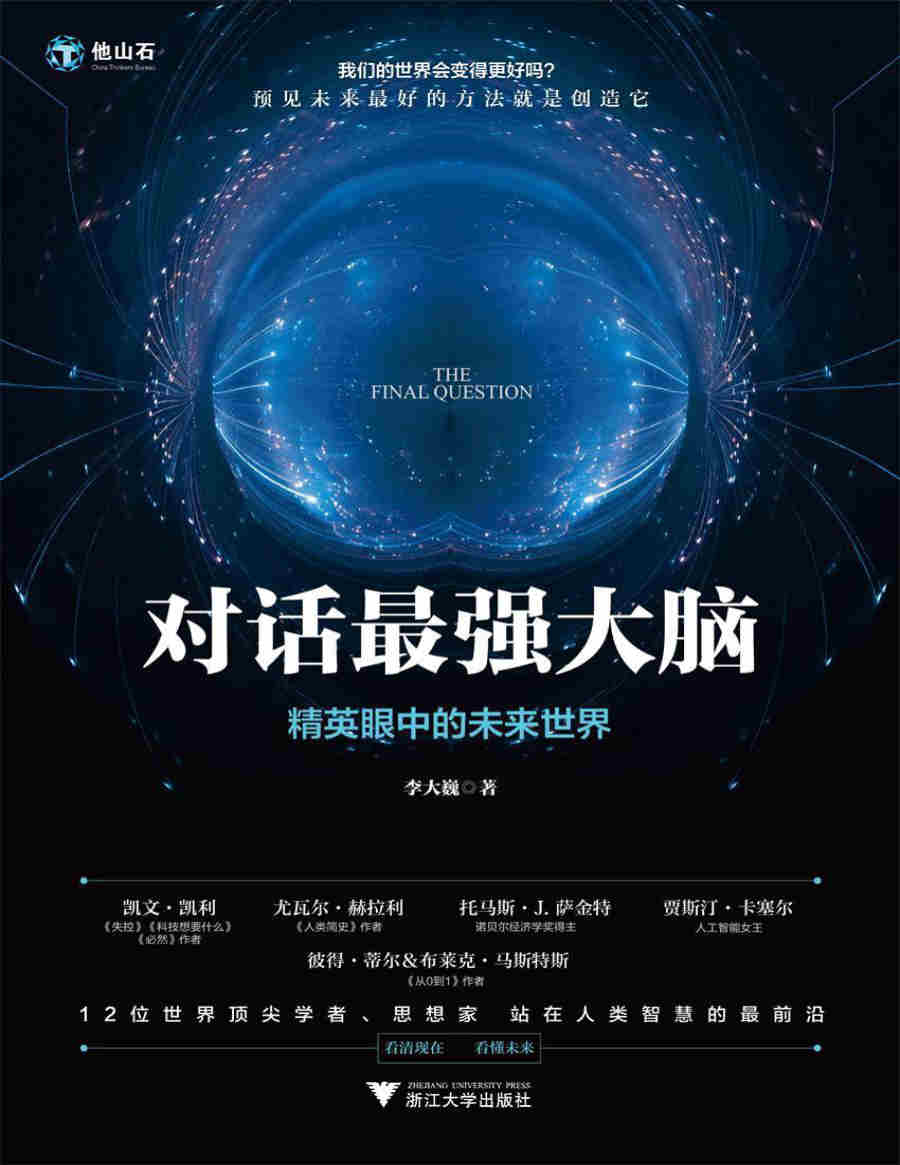 他山石
China Thinkers Bureau
我们的世界会变得更好吗?
预见未来最好的方法就是创造它
THE
FINAL QUESTION
对话最强大脑
精英眼中的未来世界
李大巍◎著
凯文·凯利
《失控》《科技想要什么》
《必然》作者
尤瓦尔·赫拉利
《人类简史》作者
托马斯·J. 萨金特
诺贝尔经济学奖得主
贾斯汀·卡塞尔
人工智能女王
彼得·蒂尔&布莱克·马斯特斯
《从0到1》作者
12位世界顶尖学者、思想家 站在人类智慧的最前沿
看清现在 看懂未来
ZHEJIANG UNIVERSITY PRESS
浙江大学出版社